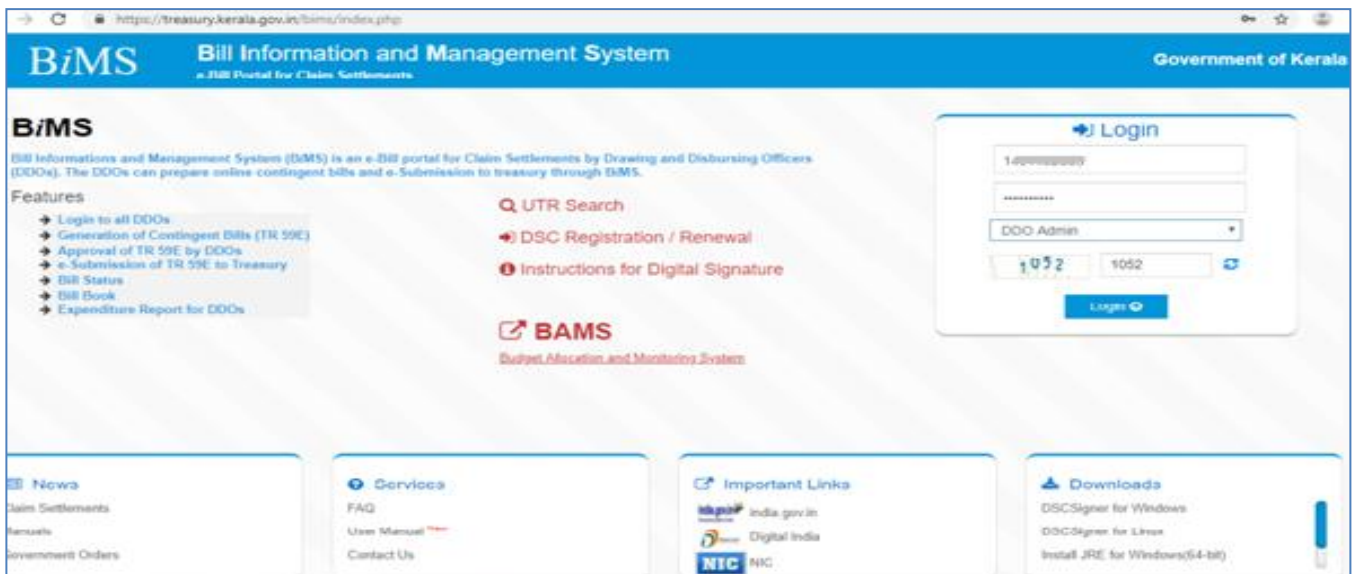 https://treasury.kerala.gov.in/bims/index.php
BiMS
Bill Information and Management System
e-Bill Portal for Claim Settlements
Government of Kerala
BiMS
Bill Informations and Management System (BiMS) is an e-Bill portal for Claim Settlements by Drawing and Disbursing Officers
(DDOs). The DDOs can prepare online contingent bills and e-Submission to treasury through BiMS.
Features
Login to all DDOs
Generation of Contingent Bills (TR 59E)
Approval of TR 59E by DDOs
e-Submission of TR 59E to Treasury
Bill Status
Bill Book
Expenditure Report for DDOs
UTR Search
DSC Registration / Renewal
Instructions for Digital Signature
BAMS
Budget Allocation and Monitoring System
Login
DDO Admin
1052 1052
Login
News
Claim Settlements
Manuals
Government Orders
Services
FAQ
User Manual
Contact Us
Important Links
india.gov.in
Digital India
NIC NIC
Downloads
DSCSigner for Windows
DSCSigner for Linux
Install JRE for Windows(64-bit)